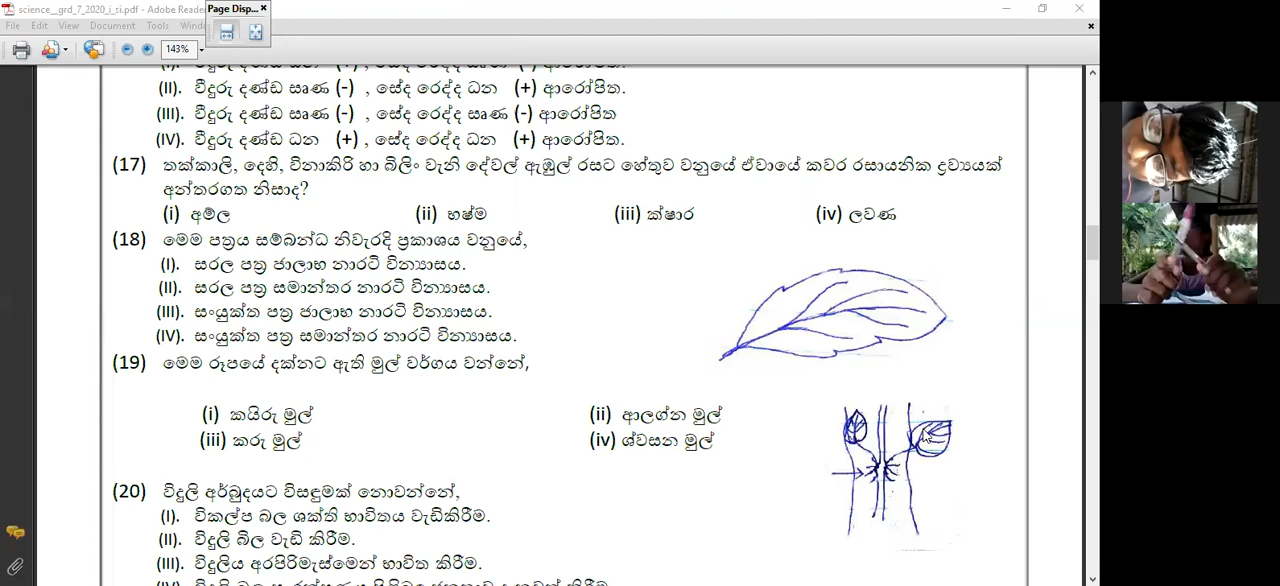 science_grd_7_2020_i_si.pdf - Adobe Reader
Page Disp...
File Edit View Document Tools Window
143%
(II). වීදුරු දණ්ඩ සෘණ (-) , සේද රෙද්ද ධන (+) ආරෝපිත.
(III). වීදුරු දණ්ඩ සෘණ (-) , සේද රෙද්ද සෘණ (-) ආරෝපිත
(IV). වීදුරු දණ්ඩ ධන (+) , සේද රෙද්ද ධන (+) ආරෝපිත.
(17) තක්කාලි, දෙහි, විනාකිරි හා බිලිං වැනි දේවල් ඇඹුල් රසට හේතුව වනුයේ ඒවායේ කවර රසායනික ද්‍රව්‍යයක්
අන්තරගත නිසාද?
(i) අම්ල (ii) භෂ්ම (iii) ක්ෂාර (iv) ලවණ
(18) මෙම පත්‍රය සම්බන්ධ නිවැරදි ප්‍රකාශය වනුයේ,
(I). සරල පත්‍ර ජාලාභ නාරටි වින්‍යාසය.
(II). සරල පත්‍ර සමාන්තර නාරටි වින්‍යාසය.
(III). සංයුක්ත පත්‍ර ජාලාභ නාරටි වින්‍යාසය.
(IV). සංයුක්ත පත්‍ර සමාන්තර නාරටි වින්‍යාසය.
(19) මෙම රූපයේ දක්නට ඇති මුල් වර්ගය වන්නේ,
(i) කයිරු මුල් (ii) ආලග්න මුල්
(iii) කරු මුල් (iv) ශ්වසන මුල්
(20) විදුලි අර්බුදයට විසඳුමක් නොවන්නේ,
(I). විකල්ප බල ශක්ති භාවිතය වැඩිකිරීම.
(II). විදුලි බිල වැඩි කිරීම.
(III). විදුලිය අරපිරිමැස්මෙන් භාවිත කිරීම.